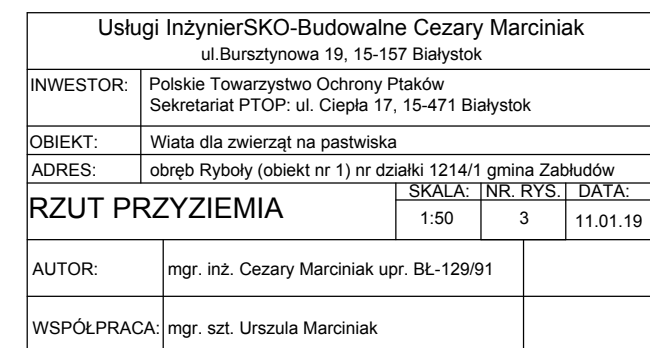 Usługi InżynierSKO-Budowalne Cezary Marciniak
ul.Bursztynowa 19, 15-157 Białystok
INWESTOR: Polskie Towarzystwo Ochrony Ptaków
Sekretariat PTOP: ul. Ciepła 17, 15-471 Białystok
OBIEKT: Wiata dla zwierząt na pastwiska
ADRES: obręb Ryboły (obiekt nr 1) nr działki 1214/1 gmina Zabłudów
RZUT PRZYZIEMIA
SKALA: NR. RYS. DATA:
1:50 3 11.01.19
AUTOR: mgr. inż. Cezary Marciniak upr. BŁ-129/91
WSPÓŁPRACA: mgr. szt. Urszula Marciniak